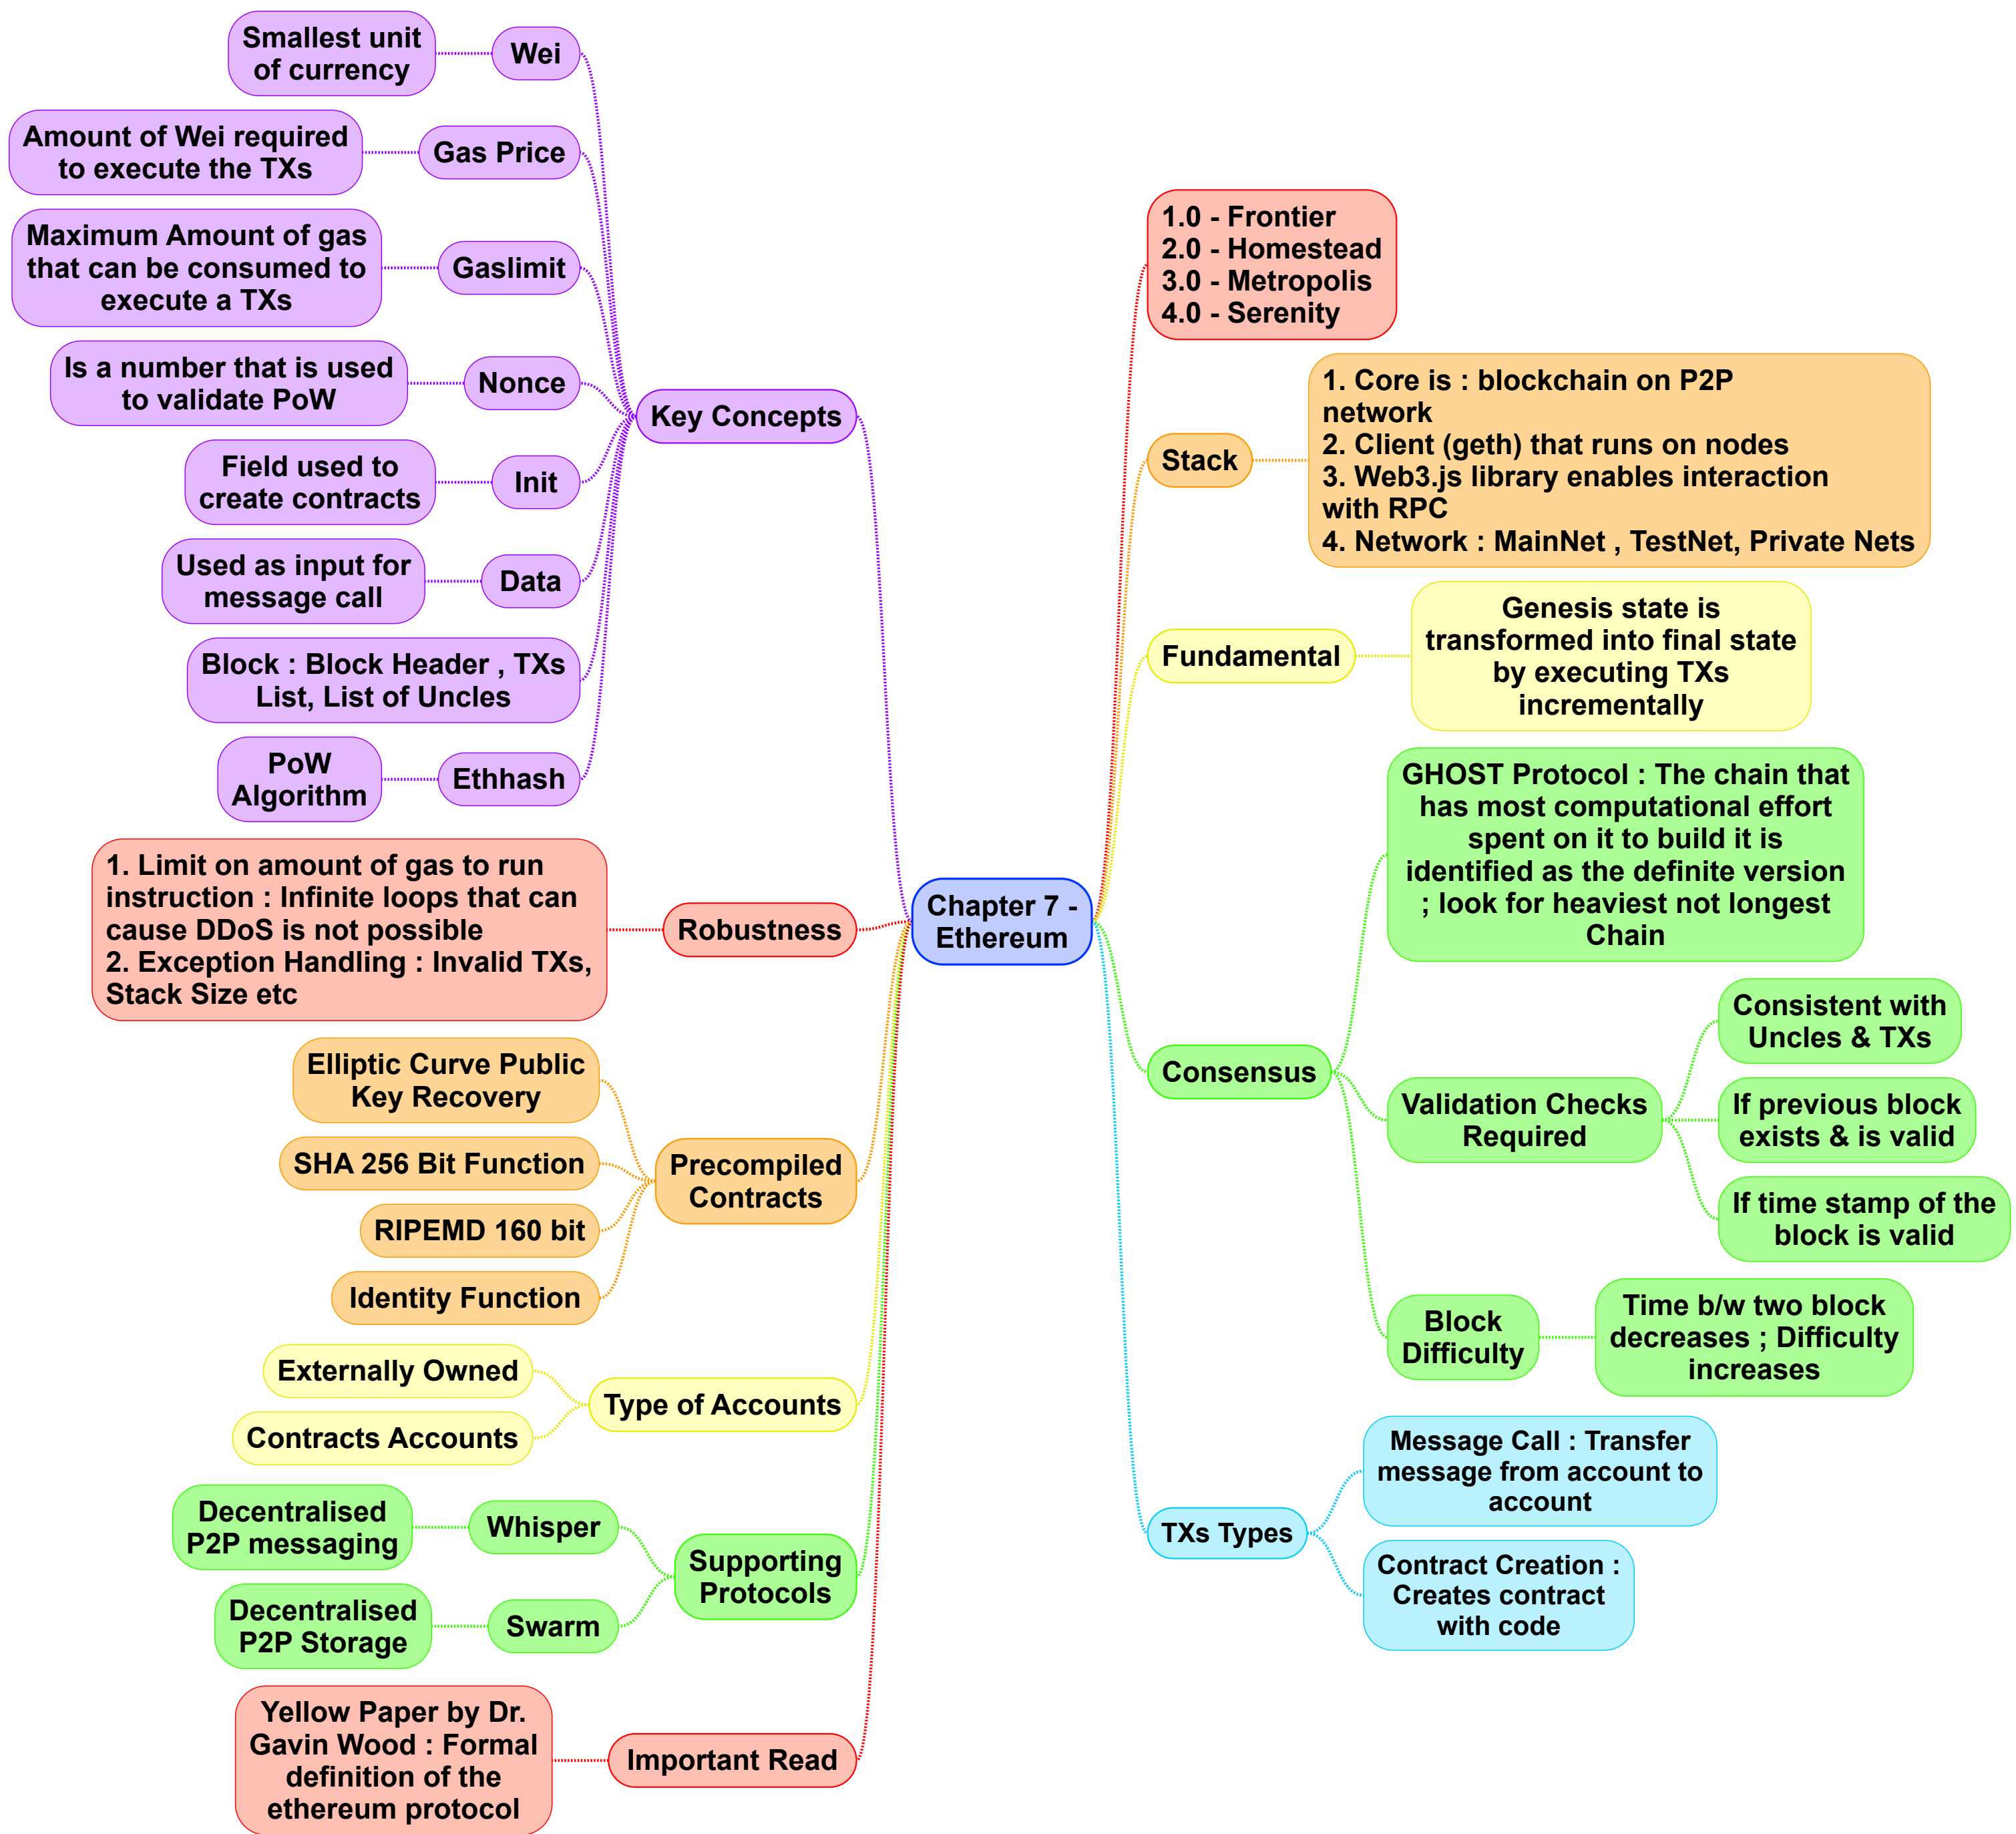 Smallest unit
of currency
Wei
Amount of Wei required
to execute the TXs
Gas Price
Maximum Amount of gas
that can be consumed to
execute a TXs
Gaslimit
Is a number that is used
to validate PoW
Nonce
Key Concepts
Field used to
create contracts
Init
Used as input for
message call
Data
Block : Block Header , TXs
List, List of Uncles
PoW
Algorithm
Ethhash
1. Limit on amount of gas to run
instruction : Infinite loops that can
cause DDoS is not possible
2. Exception Handling : Invalid TXs,
Stack Size etc
Robustness
Elliptic Curve Public
Key Recovery
SHA 256 Bit Function
RIPEMD 160 bit
Identity Function
Precompiled
Contracts
Externally Owned
Contracts Accounts
Type of Accounts
Decentralised
P2P messaging
Whisper
Decentralised
P2P Storage
Swarm
Supporting
Protocols
Yellow Paper by Dr.
Gavin Wood : Formal
definition of the
ethereum protocol
Important Read
Chapter 7 -
Ethereum
1.0 - Frontier
2.0 - Homestead
3.0 - Metropolis
4.0 - Serenity
Stack
1. Core is : blockchain on P2P
network
2. Client (geth) that runs on nodes
3. Web3.js library enables interaction
with RPC
4. Network : MainNet , TestNet, Private Nets
Fundamental
Genesis state is
transformed into final state
by executing TXs
incrementally
Consensus
GHOST Protocol : The chain that
has most computational effort
spent on it to build it is
identified as the definite version
; look for heaviest not longest
Chain
Validation Checks
Required
Consistent with
Uncles & TXs
If previous block
exists & is valid
If time stamp of the
block is valid
Block
Difficulty
Time b/w two block
decreases ; Difficulty
increases
TXs Types
Message Call : Transfer
message from account to
account
Contract Creation :
Creates contract
with code